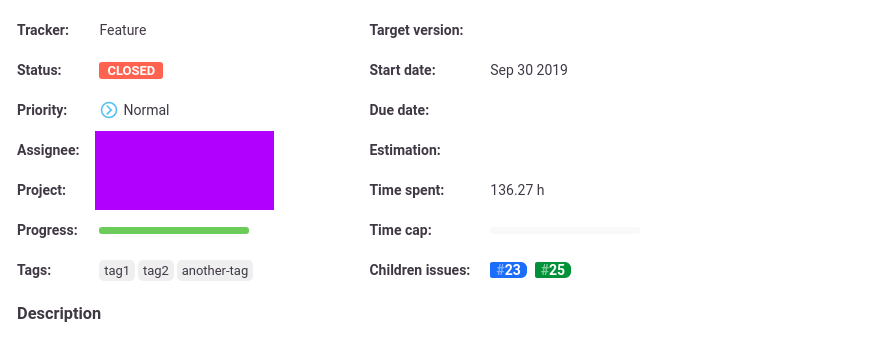 Tracker: Feature Target version:
Status: CLOSED Start date: Sep 30 2019
Priority: Normal Due date:
Assignee: Estimation:
Project: Time spent: 136.27 h
Progress: Time cap:
Tags: tag1 tag2 another-tag Children issues: #23 #25
Description